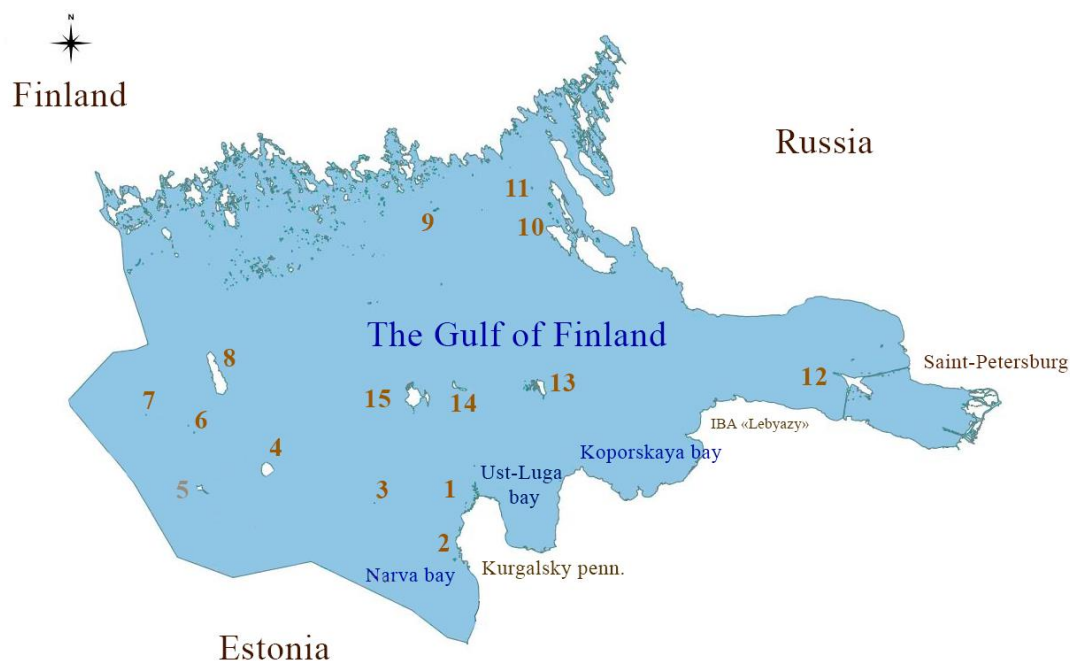 N
Finland
Russia
11
9
10
The Gulf of Finland
8
Saint-Petersburg
12
13
7
15
14
6
IBA «Lebyazy»
4
Koporskaya bay
Ust-Luga
bay
5
3
1
2
Kurgalsky penn.
Narva bay
Estonia